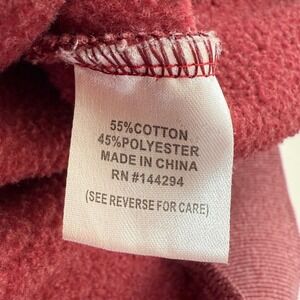 55%COTTON
45%POLYESTER
MADE IN CHINA
RN #144294
(SEE REVERSE FOR CARE)